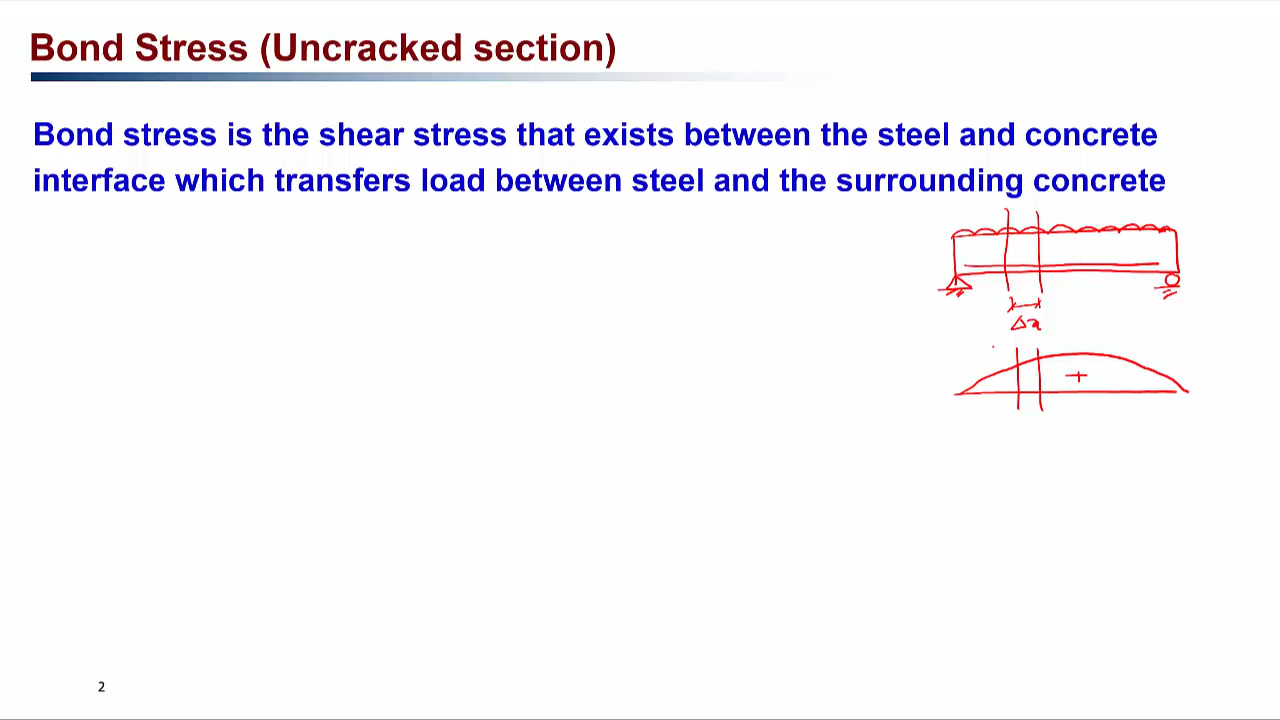 Bond Stress (Uncracked section)
Bond stress is the shear stress that exists between the steel and concrete
interface which transfers load between steel and the surrounding concrete
Δx
+
2